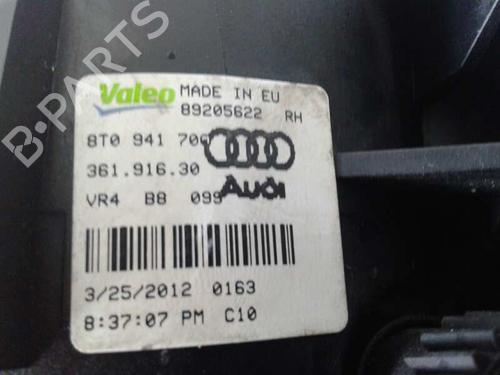 B-PARTS
Valeo MADE IN EU
89205622 RH
8T0 941 706
361.916.30
VR4 B8 099 Audi
3/25/2012 0163
8:37:07 PM C10